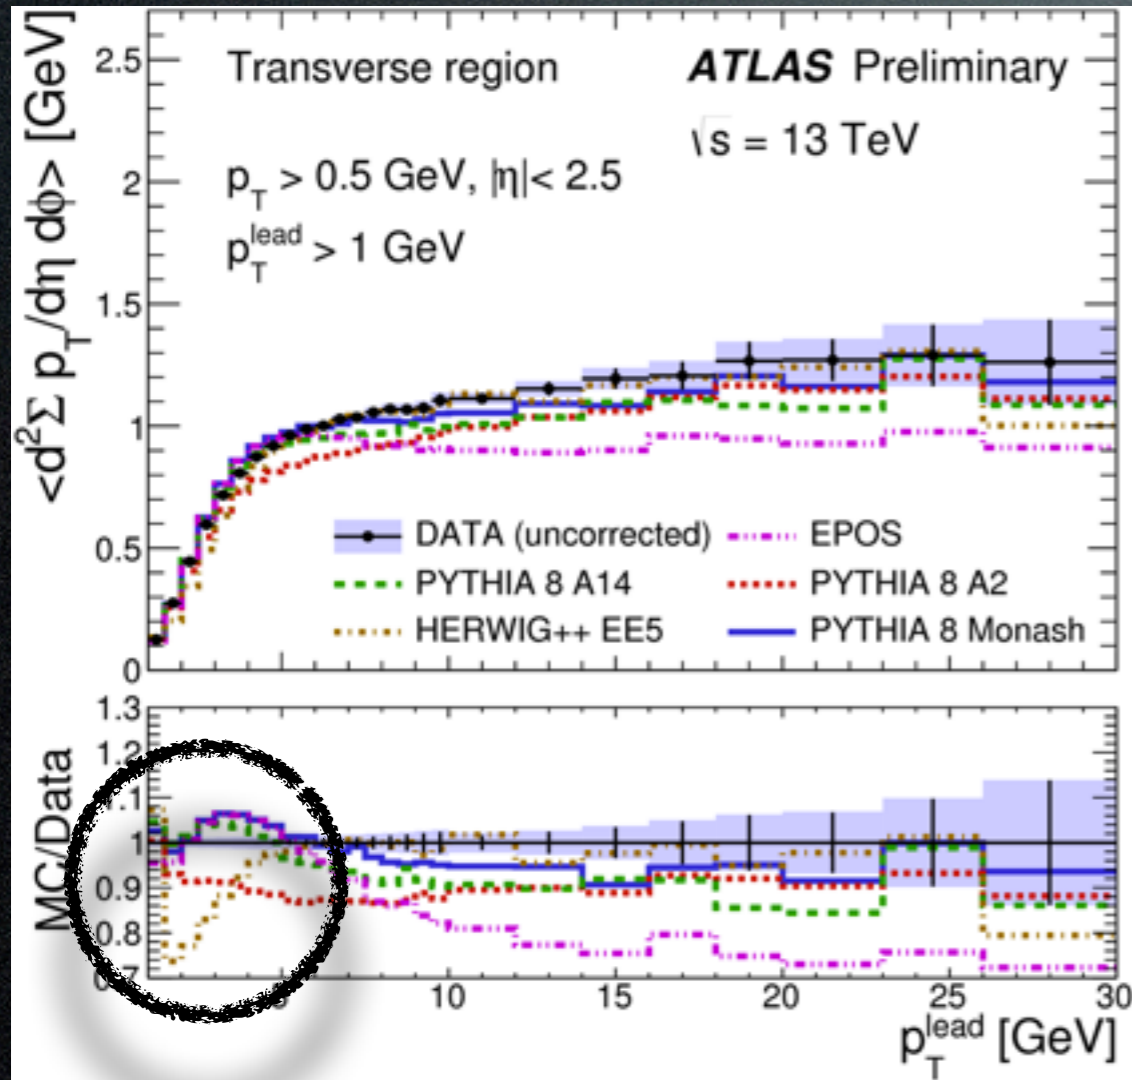 <d²Σ p_T/dη dϕ> [GeV]
2.5
2
1.5
1
0.5
0
Transverse region
ATLAS Preliminary
√s = 13 TeV
p_T > 0.5 GeV, |η|< 2.5
p_T^lead > 1 GeV
DATA (uncorrected)
EPOS
PYTHIA 8 A14
PYTHIA 8 A2
HERWIG++ EE5
PYTHIA 8 Monash
MC/Data
1.3
1.2
1.1
1
0.9
0.8
10
15
20
25
30
p_T^lead [GeV]